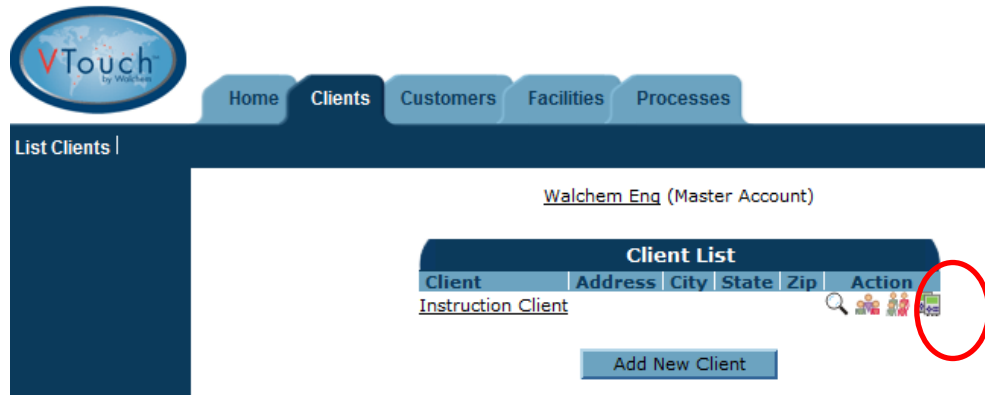 VTouch™
by Walchem
Home Clients Customers Facilities Processes
List Clients
Walchem Eng (Master Account)
Client List
Client Address City State Zip Action
Instruction Client
Add New Client